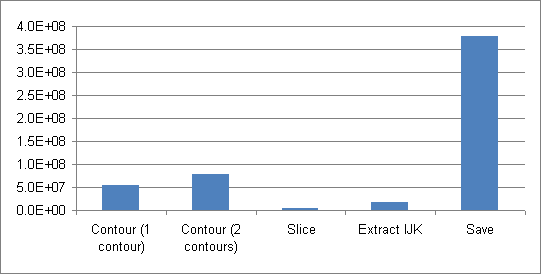 4.0E+08
3.5E+08
3.0E+08
2.5E+08
2.0E+08
1.5E+08
1.0E+08
5.0E+07
0.0E+00
Contour (1
contour)
Contour (2
contours)
Slice
Extract IJK
Save